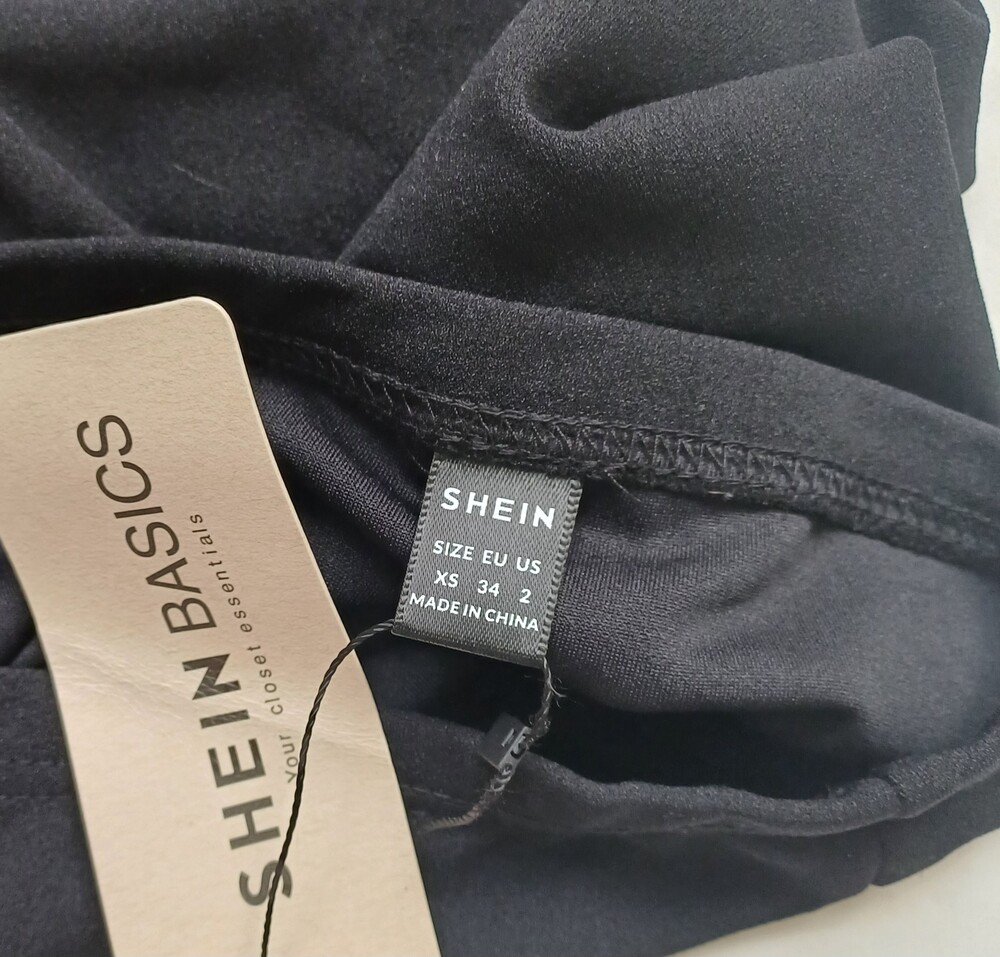 SHEIN BASICS
Your closet essentials
SHEIN
SIZE EU US
XS 34 2
MADE IN CHINA